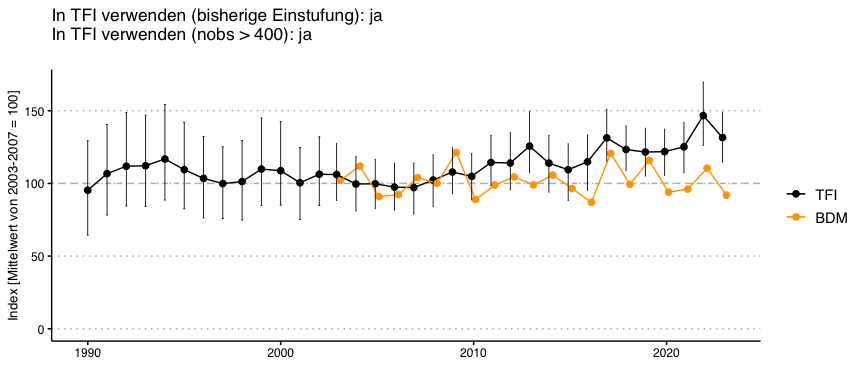 In TFI verwenden (bisherige Einstufung): ja
In TFI verwenden (nobs > 400): ja
Index [Mittelwert von 2003-2007 = 100]
150
100
50
0
1990
2000
2010
2020
TFI
BDM